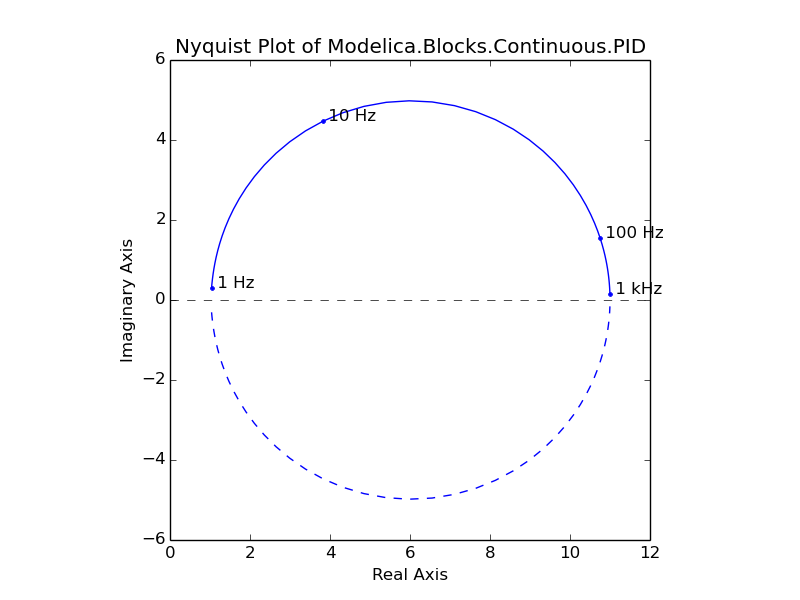 Nyquist Plot of Modelica.Blocks.Continuous.PID
6
4
2
0
−2
−4
−6
Imaginary Axis
10 Hz
100 Hz
1 Hz
1 kHz
0 2 4 6 8 10 12
Real Axis